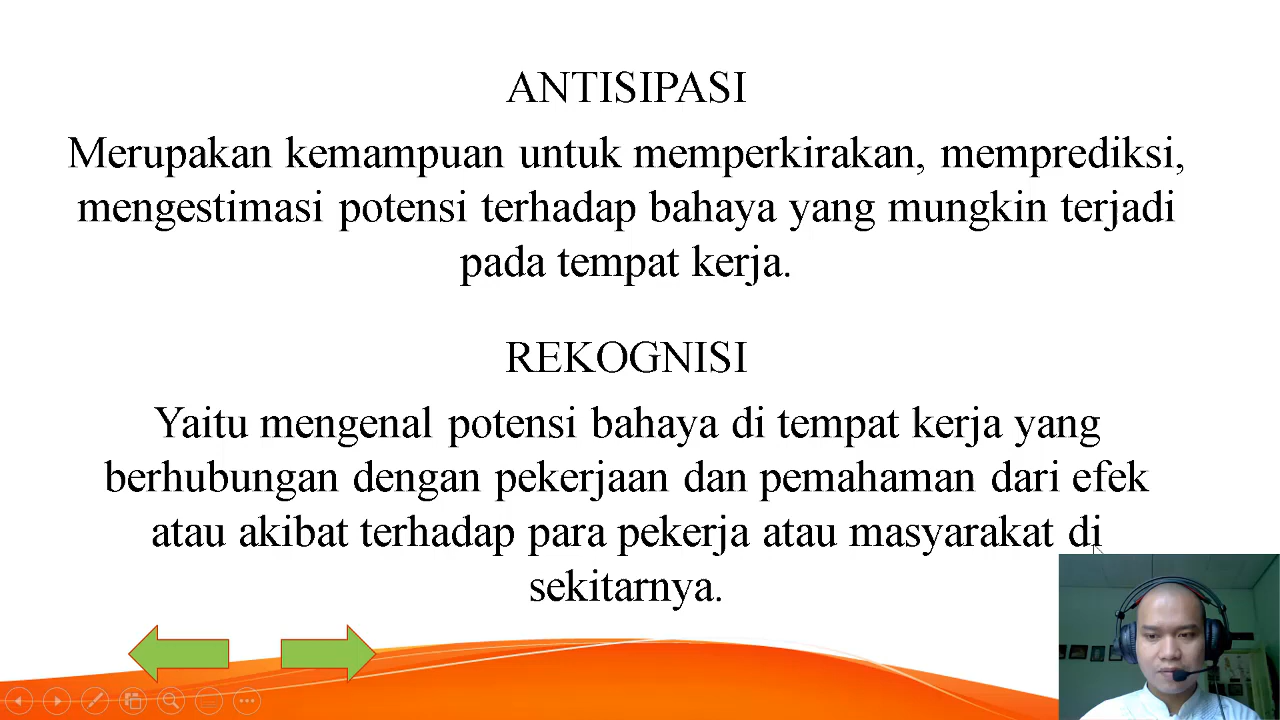 ANTISIPASI
Merupakan kemampuan untuk memperkirakan, memprediksi,
mengestimasi potensi terhadap bahaya yang mungkin terjadi
pada tempat kerja.
REKOGNISI
Yaitu mengenal potensi bahaya di tempat kerja yang
berhubungan dengan pekerjaan dan pemahaman dari efek
atau akibat terhadap para pekerja atau masyarakat di
sekitarnya.